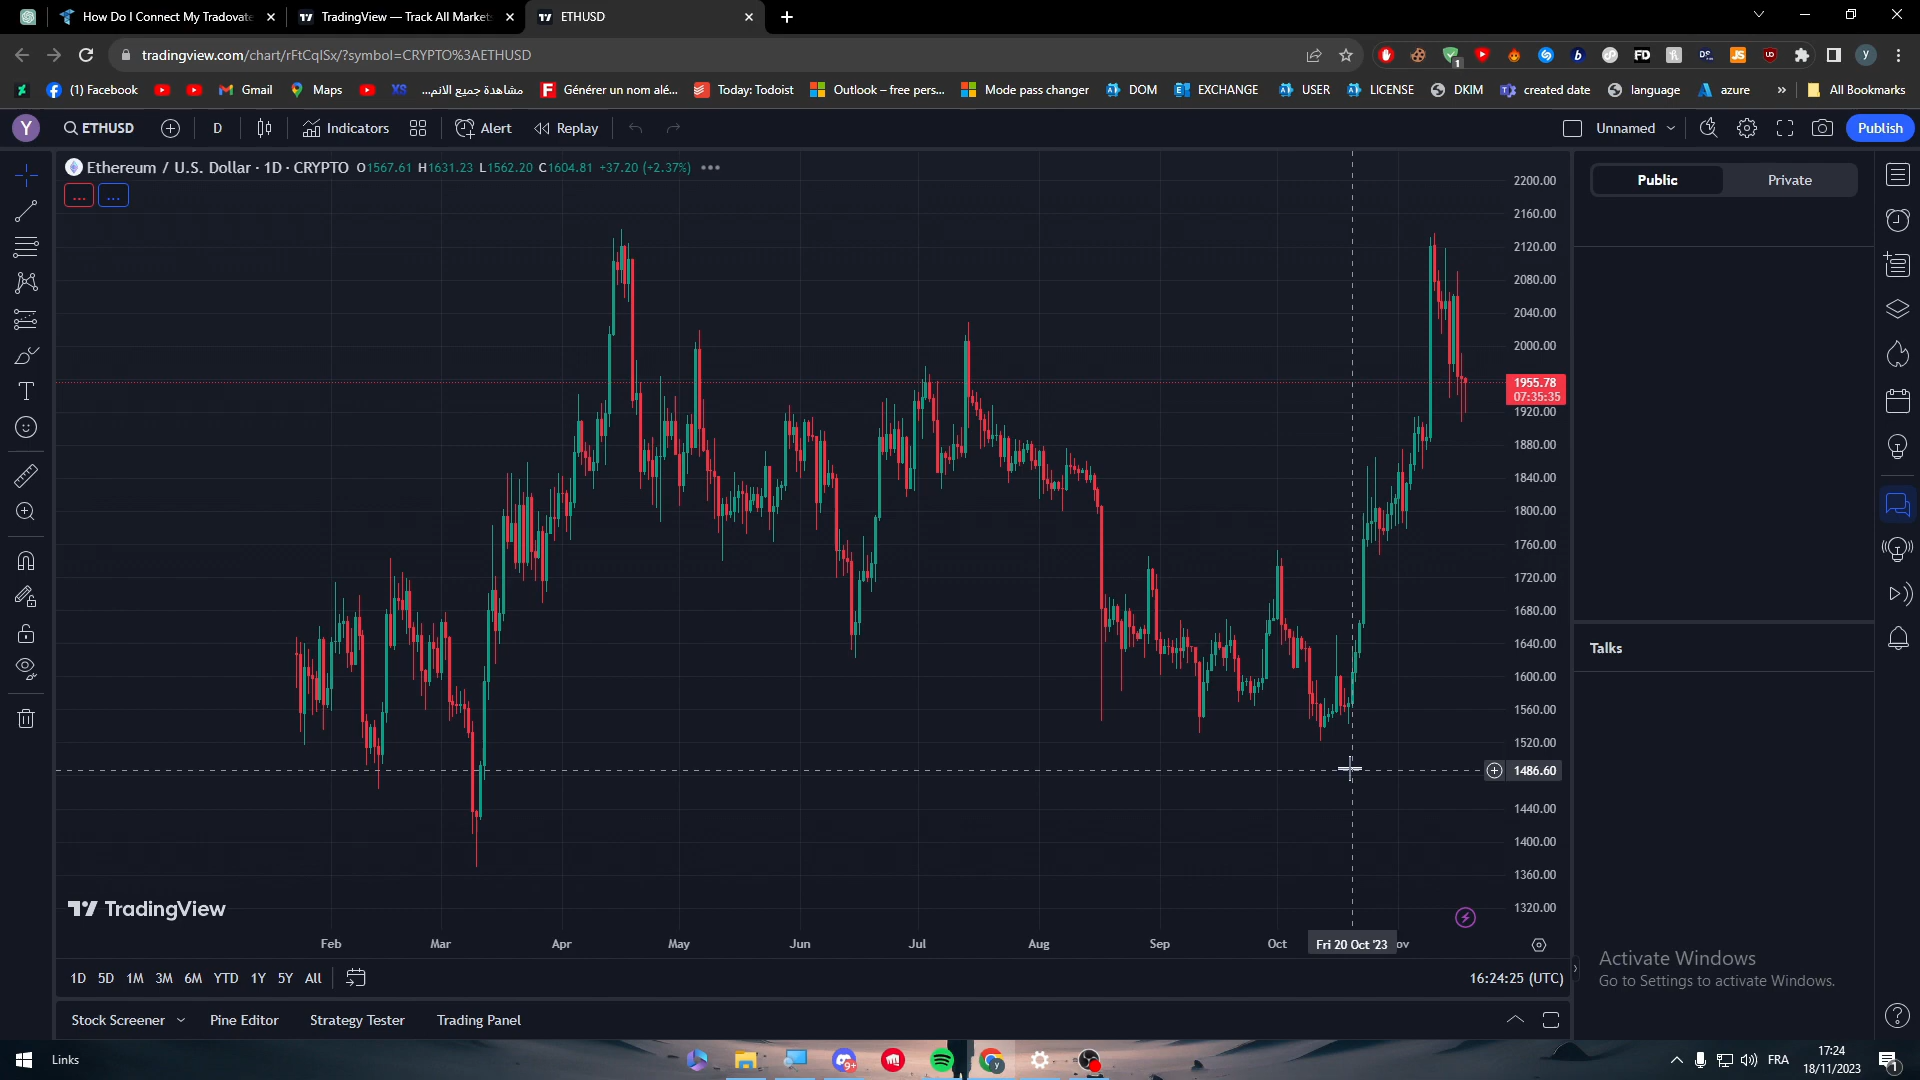 How Do I Connect My Tradovate
TradingView — Track All Markets
ETHUSD
tradingview.com/chart/rFtCqISx/?symbol=CRYPTO%3AETHUSD
(1) Facebook
Gmail
Maps
XS
مشاهدة جميع الانم...
Générer un nom alé...
Today: Todoist
Outlook – free pers...
Mode pass changer
DOM
EXCHANGE
USER
LICENSE
DKIM
created date
language
azure
»
All Bookmarks
Y
ETHUSD
D
Indicators
Alert
Replay
Unnamed
Publish
Ethereum / U.S. Dollar · 1D · CRYPTO O1567.61 H1631.23 L1562.20 C1604.81 +37.20 (+2.37%)
Public
Private
2200.00
2160.00
2120.00
2080.00
2040.00
2000.00
1955.78
07:35:35
1920.00
1880.00
1840.00
1800.00
1760.00
1720.00
1680.00
1640.00
1600.00
1560.00
1520.00
1486.60
1440.00
1400.00
1360.00
1320.00
Talks
TradingView
Feb
Mar
Apr
May
Jun
Jul
Aug
Sep
Oct
Fri 20 Oct '23
ov
1D 5D 1M 3M 6M YTD 1Y 5Y All
16:24:25 (UTC)
Activate Windows
Go to Settings to activate Windows.
Stock Screener
Pine Editor
Strategy Tester
Trading Panel
Links
FRA
17:24
18/11/2023